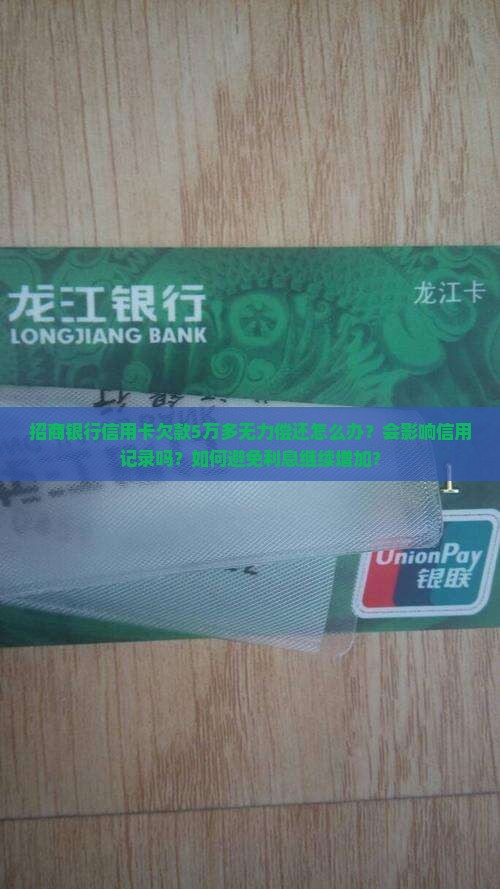 龙江银行
龙江卡
LONGJIANG BANK
招商银行信用卡欠款5万多无力偿还怎么办？会影响信用
记录吗？如何避免利息继续增加？
1
UnionPay
银联